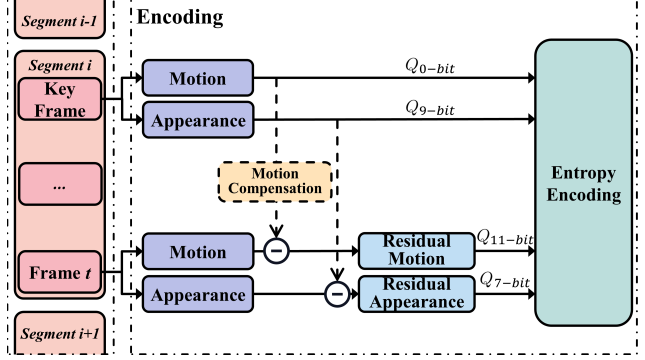 Segment i-1
Encoding
Segment i
Key
Frame
...
Frame t
Segment i+1
Motion
Q0-bit
Appearance
Q9-bit
Motion
Compensation
Motion
−
Residual
Motion
Q11-bit
Appearance
−
Residual
Appearance
Q7-bit
Entropy
Encoding